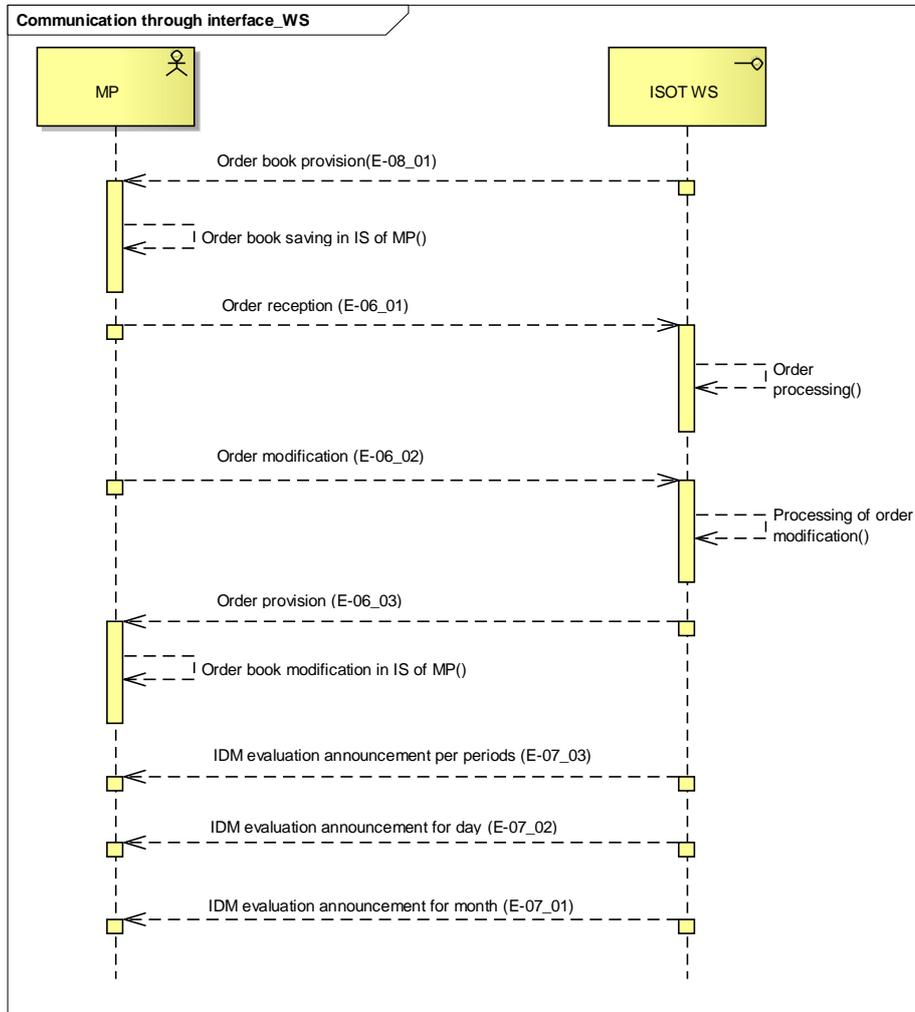 Communication through interface_WS
MP
ISOT WS
Order book provision(E-08_01)
Order book saving in IS of MP()
Order reception (E-06_01)
Order
processing()
Order modification (E-06_02)
Processing of order
modification()
Order provision (E-06_03)
Order book modification in IS of MP()
IDM evaluation announcement per periods (E-07_03)
IDM evaluation announcement for day (E-07_02)
IDM evaluation announcement for month (E-07_01)